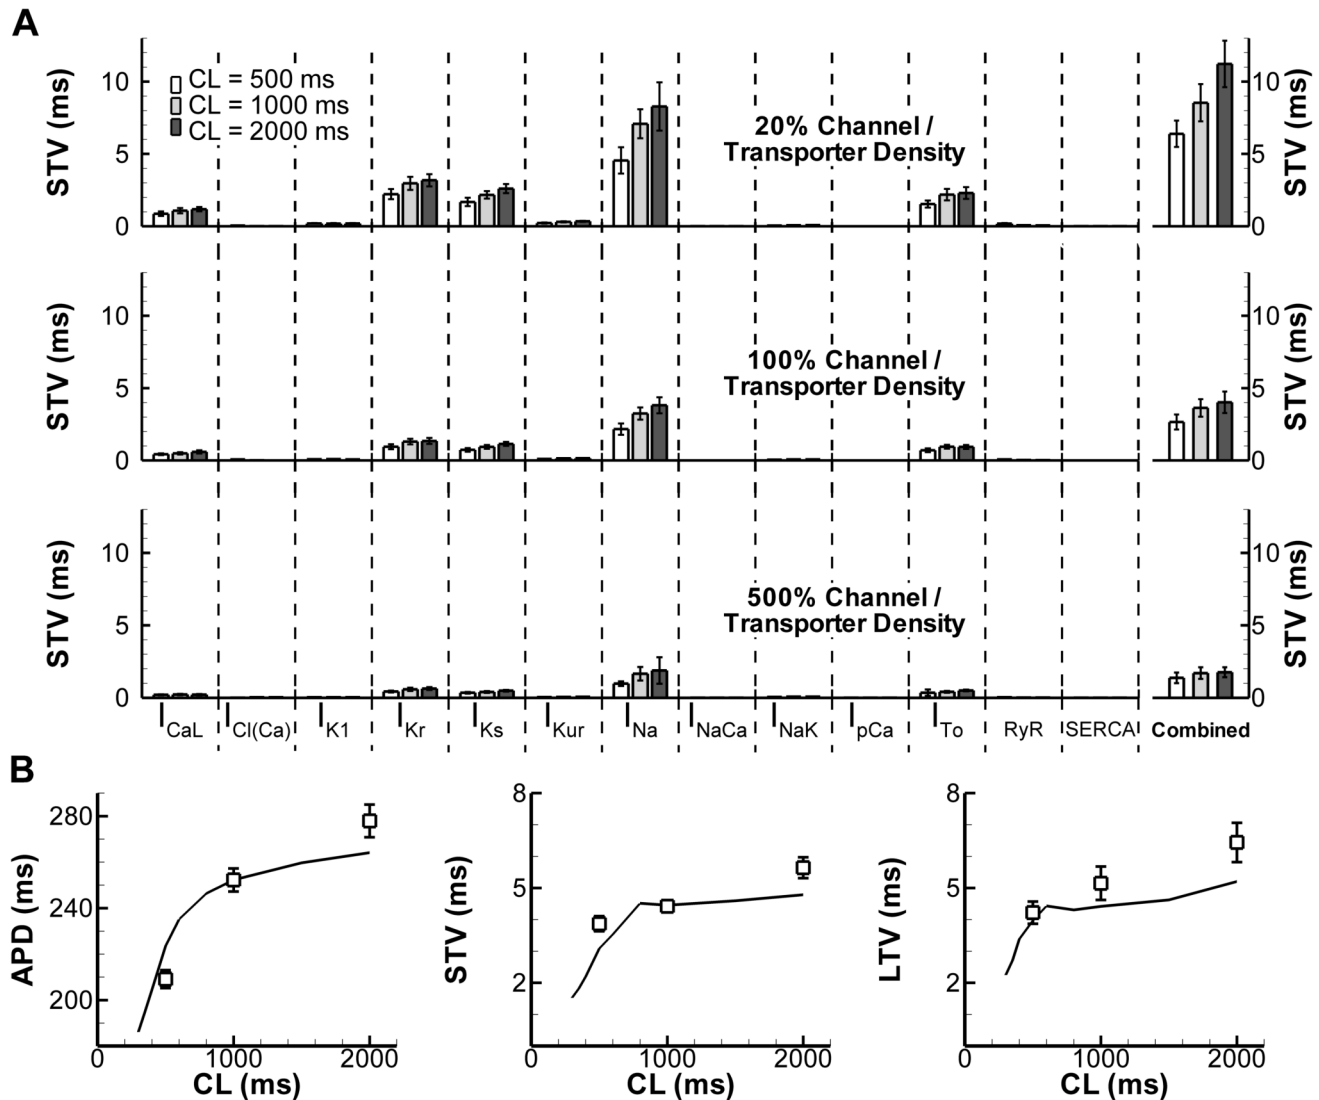 A
STV (ms)
10
5
0
CL = 500 ms
CL = 1000 ms
CL = 2000 ms
20% Channel /
Transporter Density
10
5
0
STV (ms)
STV (ms)
10
5
0
100% Channel /
Transporter Density
10
5
0
STV (ms)
STV (ms)
10
5
0
500% Channel /
Transporter Density
10
5
0
STV (ms)
ICaL ICl(Ca) IK1 IKr IKs IKur INa INaCa INaK IpCa ITo RyR SERCA Combined
B
APD (ms)
280
240
200
0 1000 2000
CL (ms)
STV (ms)
8
5
2
0 1000 2000
CL (ms)
LTV (ms)
8
5
2
0 1000 2000
CL (ms)